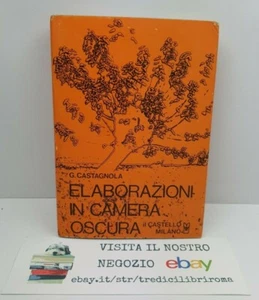 G. CASTAGNOLA
ELABORAZIONI
IN CAMERA
OSCURA
il CASTELLO
MILANO
VISITA IL NOSTRO
NEGOZIO ebay
ebay.it/str/tredicilibriroma